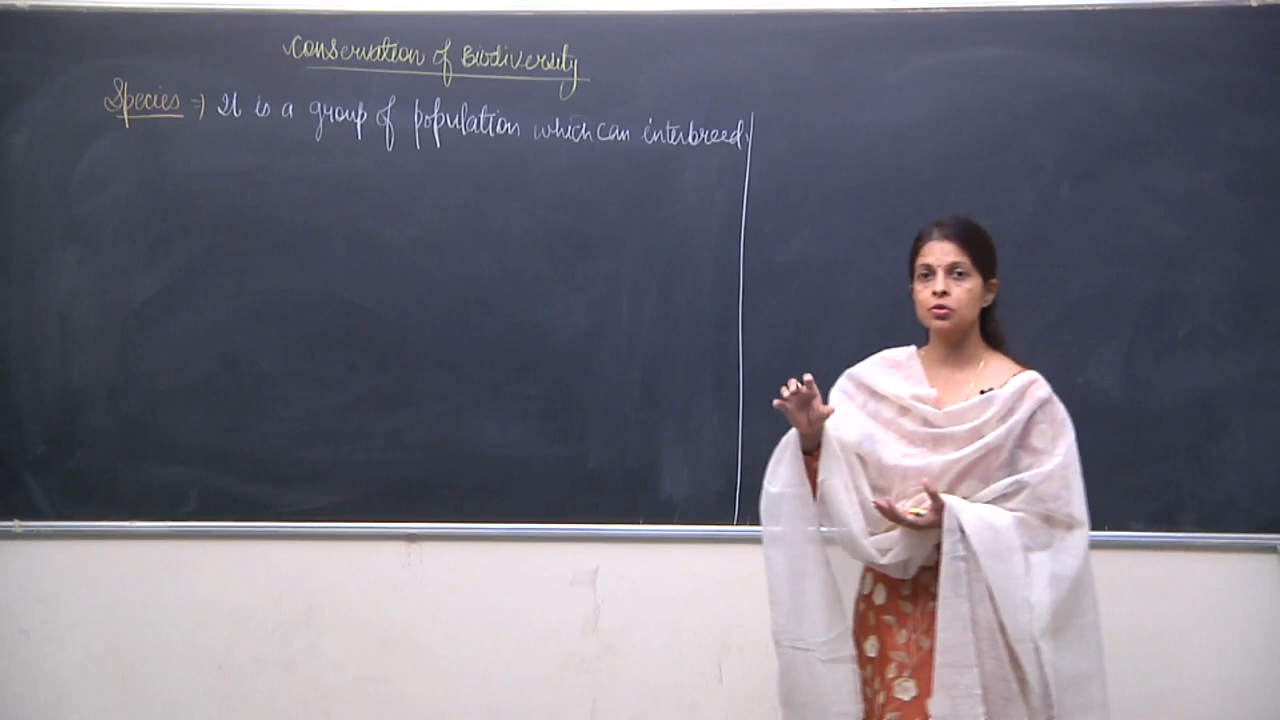 Conservation of Biodiversity
Species ⇒ It is a group of population which can interbreed.